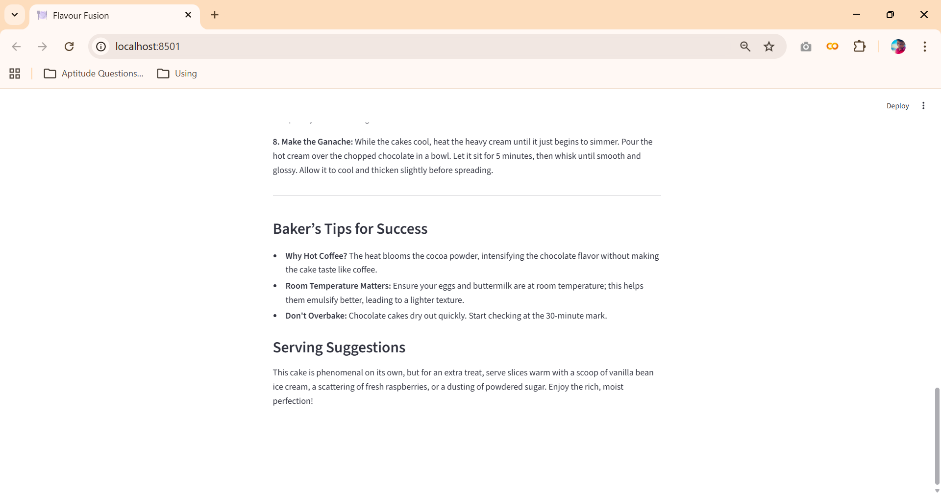 Flavour Fusion
localhost:8501
Aptitude Questions...
Using
Deploy
8. Make the Ganache: While the cakes cool, heat the heavy cream until it just begins to simmer. Pour the
hot cream over the chopped chocolate in a bowl. Let it sit for 5 minutes, then whisk until smooth and
glossy. Allow it to cool and thicken slightly before spreading.
Baker’s Tips for Success
• Why Hot Coffee? The heat blooms the cocoa powder, intensifying the chocolate flavor without making
the cake taste like coffee.
• Room Temperature Matters: Ensure your eggs and buttermilk are at room temperature; this helps
them emulsify better, leading to a lighter texture.
• Don’t Overbake: Chocolate cakes dry out quickly. Start checking at the 30-minute mark.
Serving Suggestions
This cake is phenomenal on its own, but for an extra treat, serve slices warm with a scoop of vanilla bean
ice cream, a scattering of fresh raspberries, or a dusting of powdered sugar. Enjoy the rich, moist
perfection!